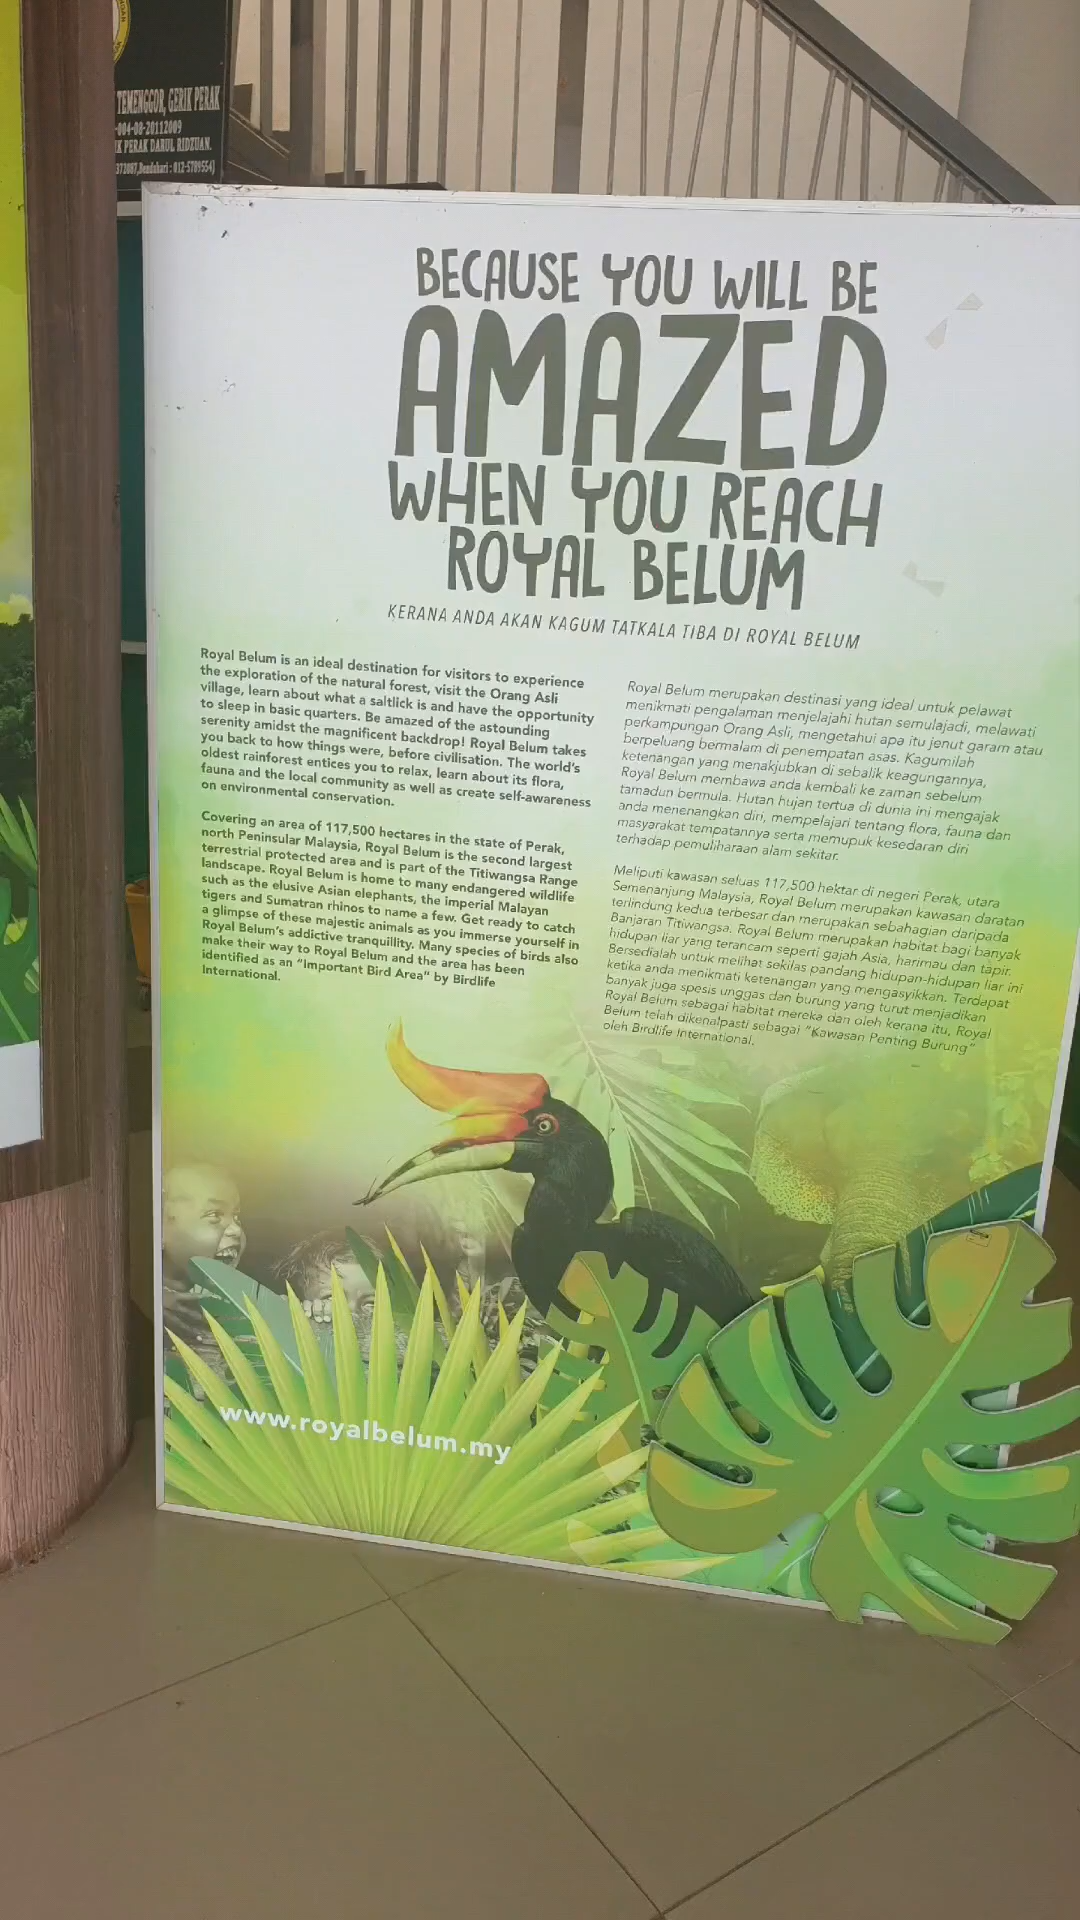 TEMENGGOR, GERIK PERAK
-004-08-20112009
K PERAK DARUL RIDZUAN.
372087,Bendahari : 012-5789554)
BECAUSE YOU WILL BE
AMAZED
WHEN YOU REACH
ROYAL BELUM
KERANA ANDA AKAN KAGUM TATKALA TIBA DI ROYAL BELUM
Royal Belum is an ideal destination for visitors to experience
the exploration of the natural forest, visit the Orang Asli
village, learn about what a saltlick is and have the opportunity
to sleep in basic quarters. Be amazed of the astounding
serenity amidst the magnificent backdrop! Royal Belum takes
you back to how things were, before civilisation. The world's
oldest rainforest entices you to relax, learn about its flora,
fauna and the local community as well as create self-awareness
on environmental conservation.
Covering an area of 117,500 hectares in the state of Perak,
north Peninsular Malaysia, Royal Belum is the second largest
terrestrial protected area and is part of the Titiwangsa Range
landscape. Royal Belum is home to many endangered wildlife
such as the elusive Asian elephants, the imperial Malayan
tigers and Sumatran rhinos to name a few. Get ready to catch
a glimpse of these majestic animals as you immerse yourself in
Royal Belum's addictive tranquillity. Many species of birds also
make their way to Royal Belum and the area has been
identified as an "Important Bird Area" by Birdlife
International.
Royal Belum merupakan destinasi yang ideal untuk pelawat
menikmati pengalaman menjelajahi hutan semulajadi, melawati
perkampungan Orang Asli, mengetahui apa itu jenut garam atau
berpeluang bermalam di penempatan asas. Kagumilah
ketenangan yang menakjubkan di sebalik keagungannya,
Royal Belum membawa anda kembali ke zaman sebelum
tamadun bermula. Hutan hujan tertua di dunia ini mengajak
anda menenangkan diri, mempelajari tentang flora, fauna dan
masyarakat tempatannya serta memupuk kesedaran diri
terhadap pemuliharaan alam sekitar.
Meliputi kawasan seluas 117,500 hektar di negeri Perak, utara
Semenanjung Malaysia, Royal Belum merupakan kawasan daratan
terlindung kedua terbesar dan merupakan sebahagian daripada
Banjaran Titiwangsa. Royal Belum merupakan habitat bagi banyak
hidupan liar yang terancam seperti gajah Asia, harimau dan tapir.
Bersedialah untuk melihat sekilas pandang hidupan-hidupan liar ini
ketika anda menikmati ketenangan yang mengasyikkan. Terdapat
banyak juga spesis unggas dan burung yang turut menjadikan
Royal Belum sebagai habitat mereka dan oleh kerana itu, Royal
Belum telah dikenalpasti sebagai "Kawasan Penting Burung"
oleh Birdlife International.
www.royalbelum.my